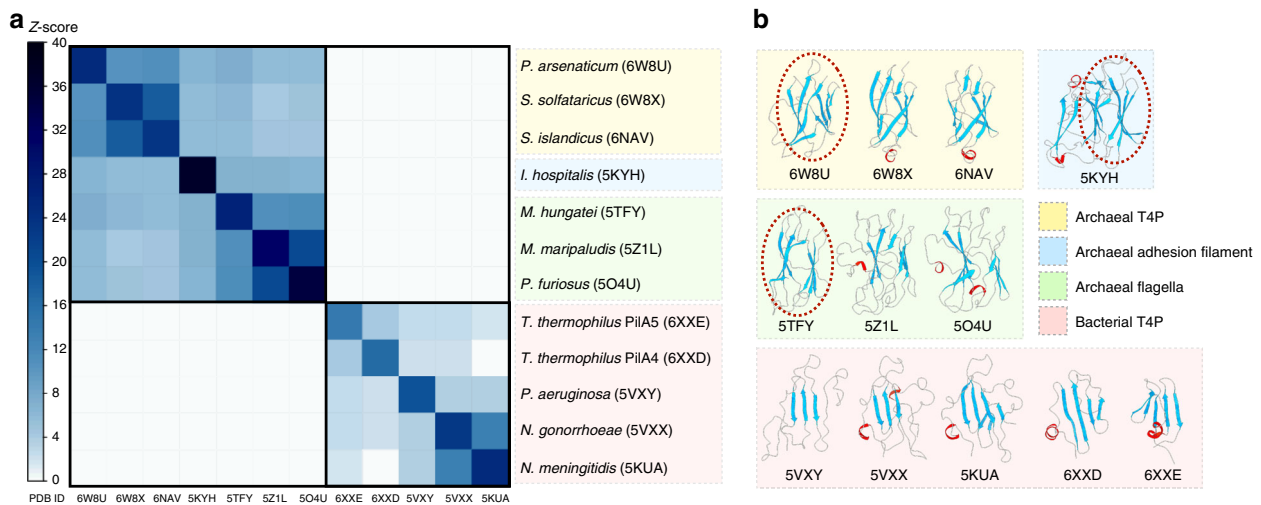 a
Z-score
40
36
32
28
24
20
16
12
8
4
0
P. arsenaticum (6W8U)
S. solfataricus (6W8X)
S. islandicus (6NAV)
I. hospitalis (5KYH)
M. hungatei (5TFY)
M. maripaludis (5Z1L)
P. furiosus (5O4U)
T. thermophilus PilA5 (6XXE)
T. thermophilus PilA4 (6XXD)
P. aeruginosa (5VXY)
N. gonorrhoeae (5VXX)
N. meningitidis (5KUA)
PDB ID 6W8U 6W8X 6NAV 5KYH 5TFY 5Z1L 5O4U 6XXE 6XXD 5VXY 5VXX 5KUA
b
6W8U 6W8X 6NAV 5KYH
5TFY 5Z1L 5O4U
Archaeal T4P
Archaeal adhesion filament
Archaeal flagella
Bacterial T4P
5VXY 5VXX 5KUA 6XXD 6XXE